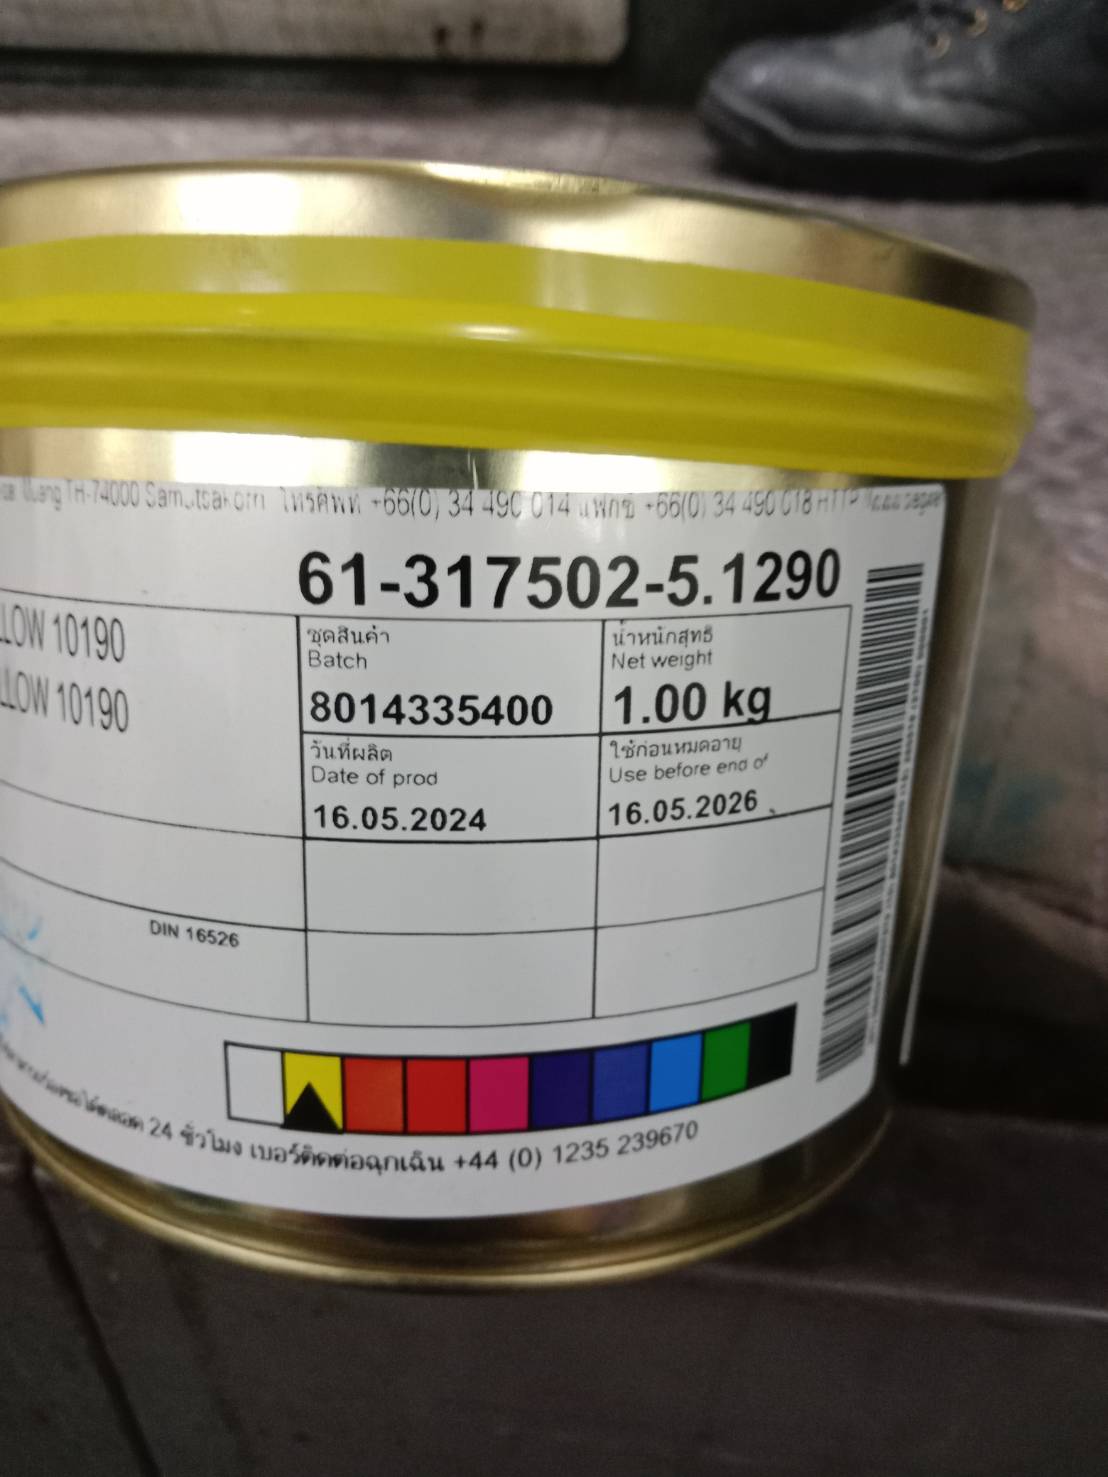 TH-74000 Samutsakorn โทรศัพท์ +66(0) 34 490 014 แฟกซ์ +66(0) 34 490 018
61-317502-5.1290
LLOW 10190
LLOW 10190
ชุดสินค้า
Batch
8014335400
น้ำหนักสุทธิ
Net weight
1.00 kg
วันที่ผลิต
Date of prod
16.05.2024
ใช้ก่อนหมดอายุ
Use before end of
16.05.2026
DIN 16526
24 ชั่วโมง เบอร์ติดต่อฉุกเฉิน +44 (0) 1235 239670